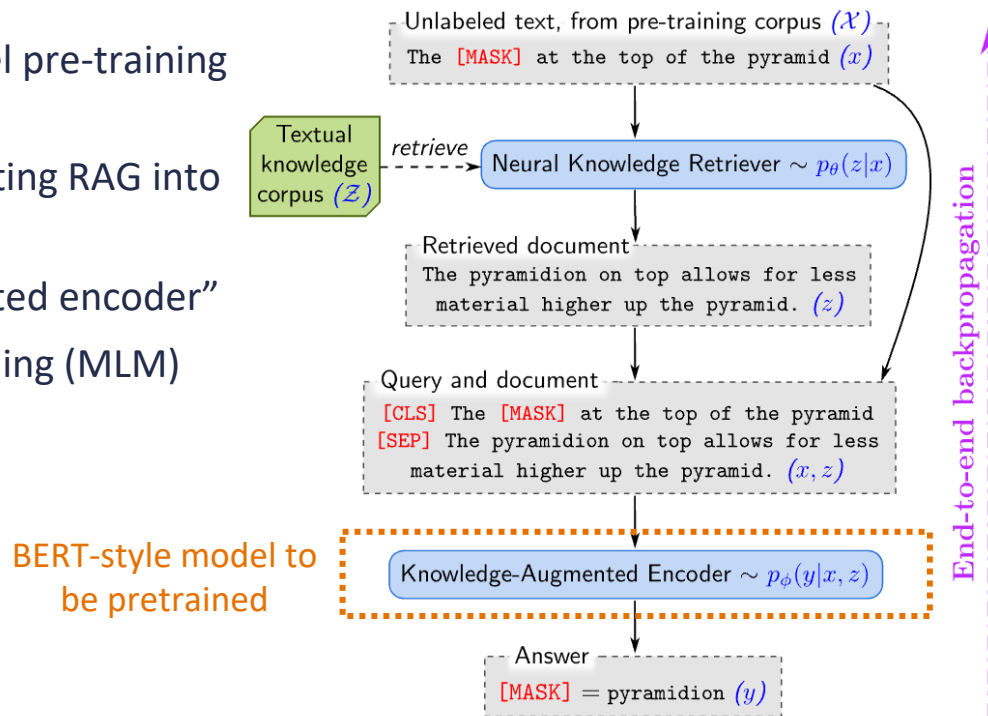 el pre-training
ting RAG into
ted encoder”
ing (MLM)
BERT-style model to
be pretrained
Unlabeled text, from pre-training corpus (𝒳)
The [MASK] at the top of the pyramid (x)
Textual
knowledge
corpus (𝒵)
retrieve
Neural Knowledge Retriever ∼ pθ(z|x)
Retrieved document
The pyramidion on top allows for less
material higher up the pyramid. (z)
Query and document
[CLS] The [MASK] at the top of the pyramid
[SEP] The pyramidion on top allows for less
material higher up the pyramid. (x, z)
Knowledge-Augmented Encoder ∼ pϕ(y|x, z)
Answer
[MASK] = pyramidion (y)
End-to-end backpropagation